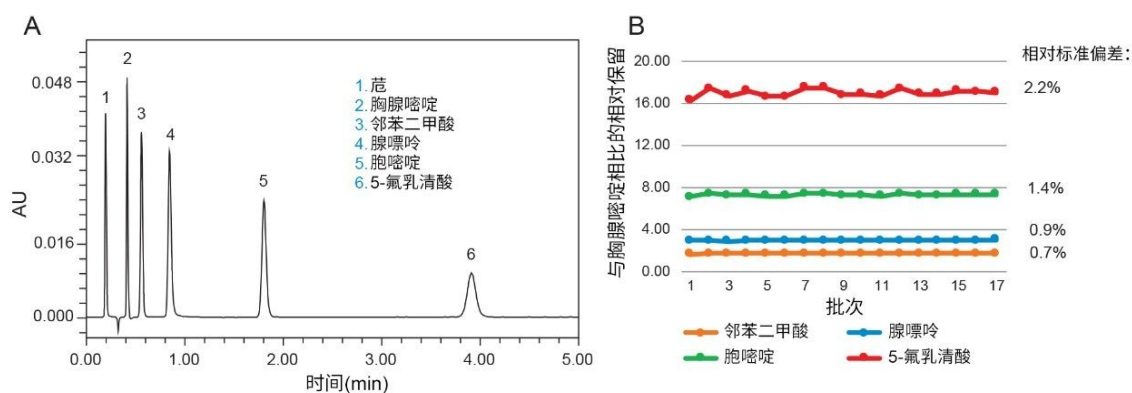 A
AU
0.048
0.032
0.016
0.000
1
2
3
4
5
6
1.苊
2.胸腺嘧啶
3.邻苯二甲酸
4.腺嘌呤
5.胞嘧啶
6.5-氟乳清酸
0.00 1.00 2.00 3.00 4.00 5.00
时间(min)
B
与胸腺嘧啶相比的相对保留
20.00
16.00
12.00
8.00
4.00
0.00
相对标准偏差：
2.2%
1.4%
0.9%
0.7%
1 3 5 7 9 11 13 15 17
批次
邻苯二甲酸 腺嘌呤
胞嘧啶 5-氟乳清酸